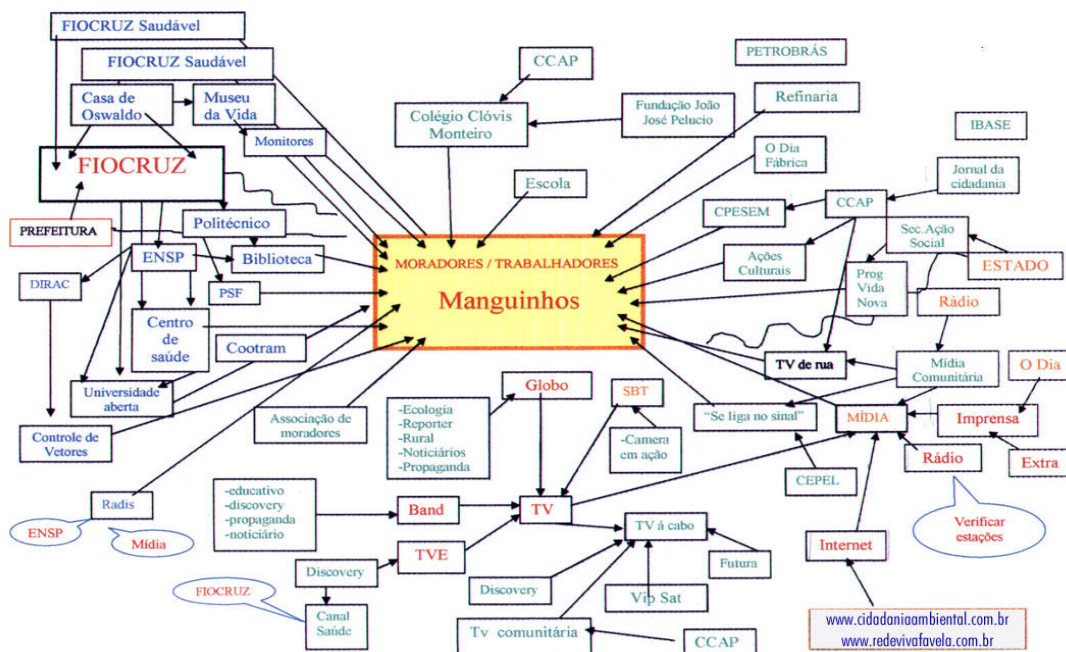 FIOCRUZ Saudável
FIOCRUZ Saudável
CCAP
PETROBRÁS
Casa de
Oswaldo
Museu
da Vida
Colégio Clóvis
Monteiro
Fundação João
José Pelucio
Refinaria
IBASE
Monitores
O Dia
Fábrica
FIOCRUZ
Jornal da
cidadania
Escola
CCAP
CPESEM
Politécnico
PREFEITURA
Sec.Ação
Social
ENSP
Biblioteca
MORADORES / TRABALHADORES
Manguinhos
Ações
Culturais
ESTADO
DIRAC
PSF
Prog
Vida
Nova
Rádio
Centro
de
saúde
Cootram
TV de rua
Mídia
Comunitária
O Dia
Universidade
aberta
Globo
SBT
Associação de
moradores
-Ecologia
-Reporter
-Rural
-Noticiários
-Propaganda
"Se liga no sinal"
MÍDIA
Imprensa
Controle de
Vetores
-Camera
em ação
Rádio
Extra
CEPEL
-educativo
-discovery
-propaganda
-noticiário
Radis
Band
TV
ENSP
Mídia
TV á cabo
Verificar
estações
TVE
Internet
Discovery
Futura
FIOCRUZ
Discovery
Vip Sat
Canal
Saúde
Tv comunitária
CCAP
www.cidadaniaambiental.com.br
www.redevivafavela.com.br